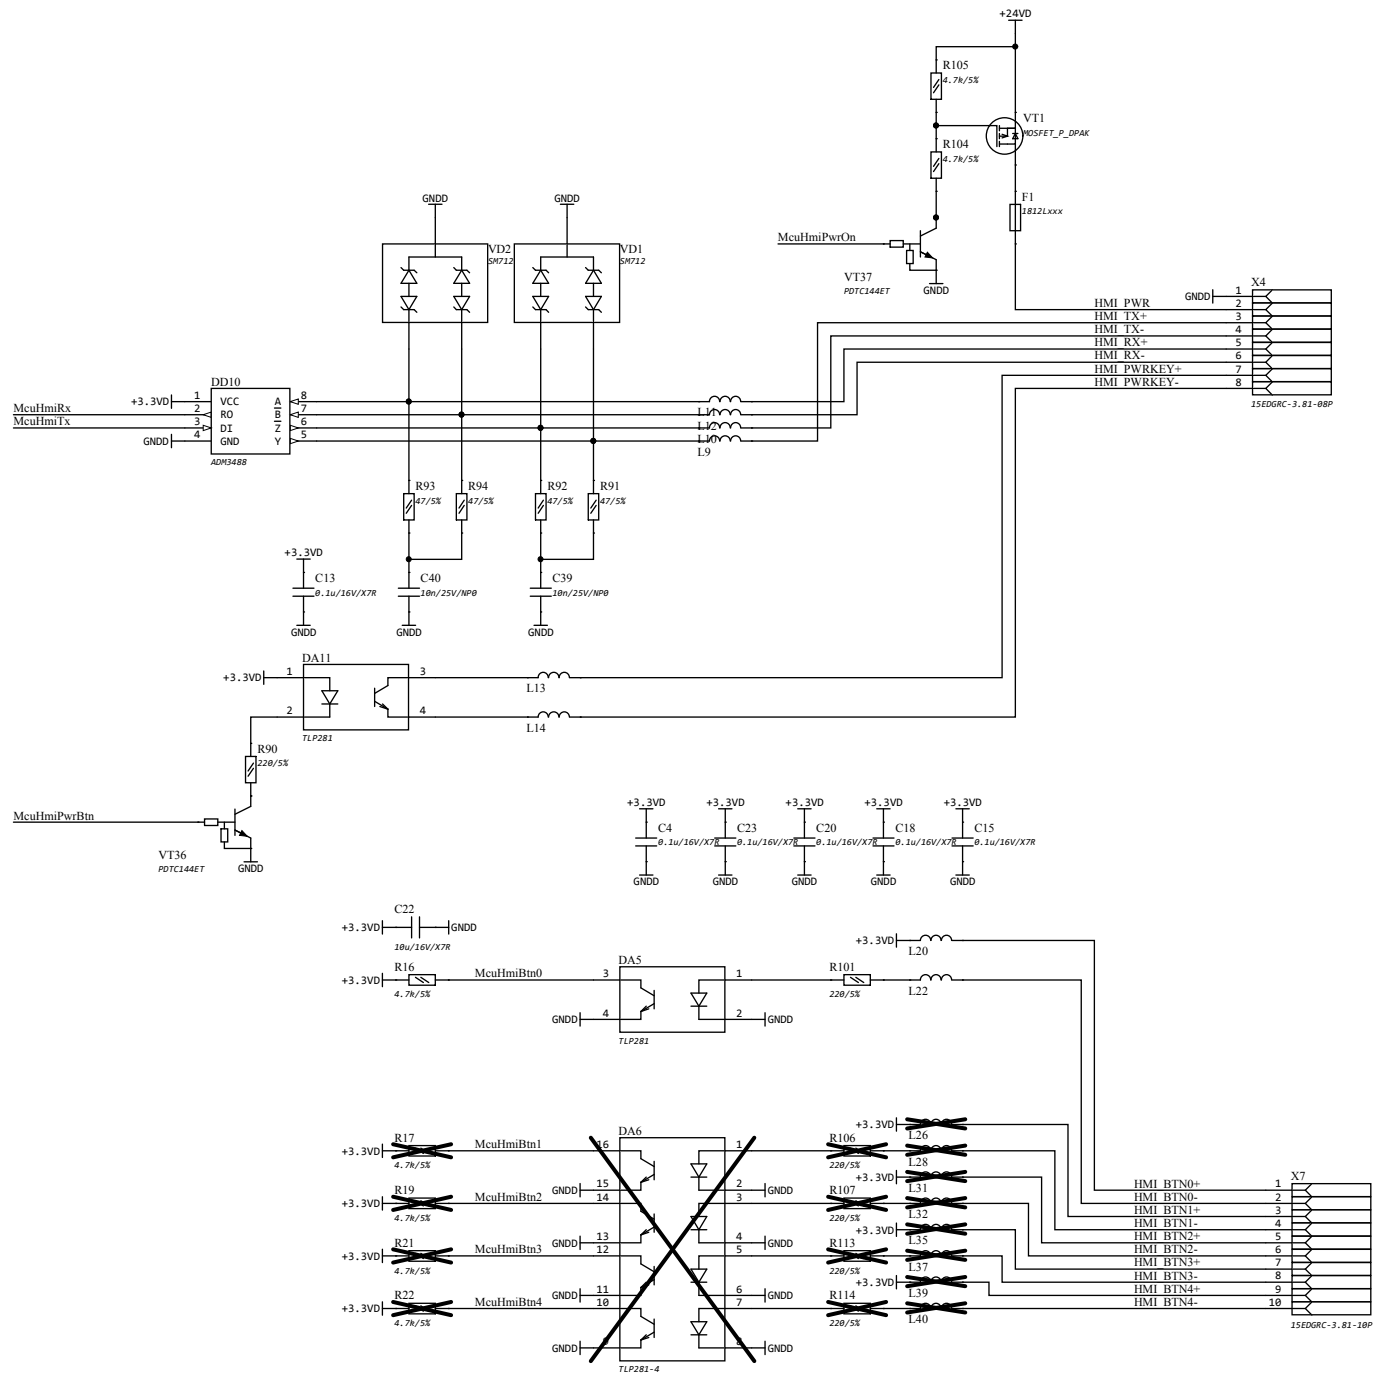 +24VD
R105
4.7k/5%
VT1
MOSFET_P_DPAK
R104
4.7k/5%
F1
1812Lxxx
McuHmiPwrOn
VT37
PDTC144ET
GNDD
GNDD
VD2
SM712
GNDD
VD1
SM712
X4
GNDD 1
HMI_PWR 2
HMI_TX+ 3
HMI_TX- 4
HMI_RX+ 5
HMI_RX- 6
HMI_PWRKEY+ 7
HMI_PWRKEY- 8
15EDGRC-3.81-08P
DD10
+3.3VD 1 VCC A 8
McuHmiRx 2 RO B 7
McuHmiTx 3 DI Z 6
GNDD 4 GND Y 5
ADM3488
L11
L12
L10
L9
R93
47/5%
R94
47/5%
R92
47/5%
R91
47/5%
+3.3VD
C13
0.1u/16V/X7R
GNDD
C40
10n/25V/NP0
GNDD
C39
10n/25V/NP0
GNDD
DA11
+3.3VD 1 3
L13
2 4
L14
TLP281
R90
220/5%
McuHmiPwrBtn
VT36
PDTC144ET
GNDD
+3.3VD +3.3VD +3.3VD +3.3VD +3.3VD
C4 C23 C20 C18 C15
0.1u/16V/X7R 0.1u/16V/X7R 0.1u/16V/X7R 0.1u/16V/X7R 0.1u/16V/X7R
GNDD GNDD GNDD GNDD GNDD
C22
+3.3VD GNDD
10u/16V/X7R
+3.3VD
L20
R16
+3.3VD McuHmiBtn0
4.7k/5%
DA5
3 1
GNDD 4 2 GNDD
TLP281
R101
220/5%
L22
DA6
+3.3VD
L26
R17
+3.3VD McuHmiBtn1 16 1
4.7k/5%
R106
220/5%
L28
GNDD 15 2 GNDD
+3.3VD
L31
R19
+3.3VD McuHmiBtn2 14 3
4.7k/5%
R107
220/5%
L32
GNDD 13 4 GNDD
+3.3VD
L35
R21
+3.3VD McuHmiBtn3 12 5
4.7k/5%
R113
220/5%
L37
GNDD 11 6 GNDD
+3.3VD
L39
R22
+3.3VD McuHmiBtn4 10 7
4.7k/5%
R114
220/5%
L40
GNDD GNDD
TLP281-4
X7
HMI_BTN0+ 1
HMI_BTN0- 2
HMI_BTN1+ 3
HMI_BTN1- 4
HMI_BTN2+ 5
HMI_BTN2- 6
HMI_BTN3+ 7
HMI_BTN3- 8
HMI_BTN4+ 9
HMI_BTN4- 10
15EDGRC-3.81-10P